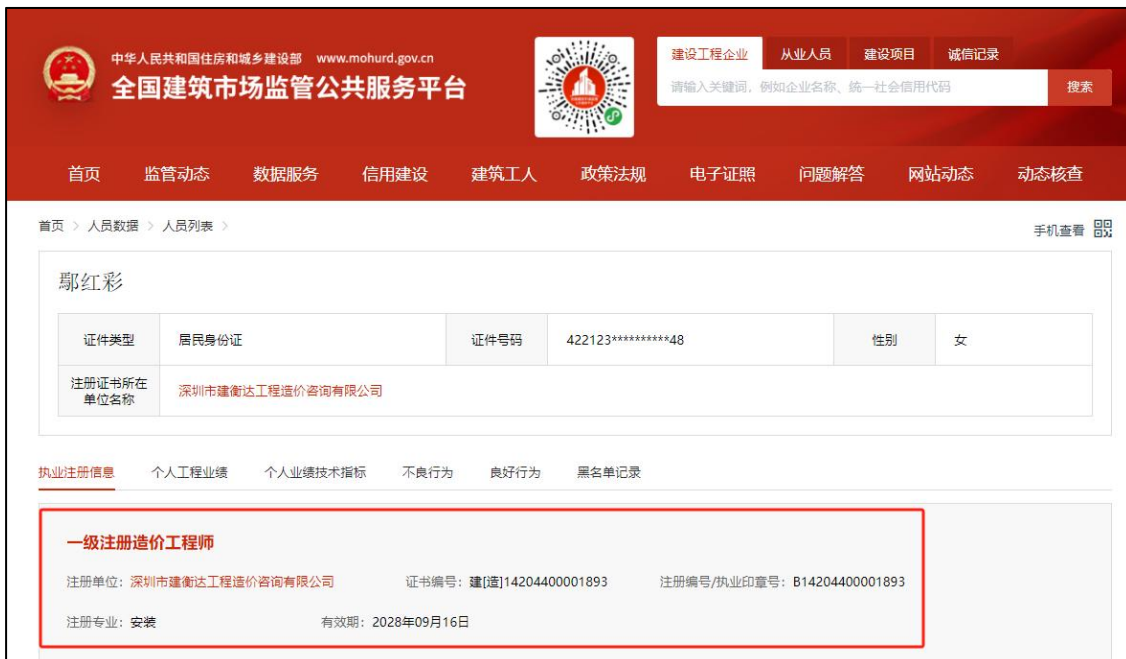 中华人民共和国住房和城乡建设部 www.mohurd.gov.cn
全国建筑市场监管公共服务平台
建设工程企业 从业人员 建设项目 诚信记录
请输入关键词，例如企业名称、统一社会信用代码 搜索
首页 监管动态 数据服务 信用建设 建筑工人 政策法规 电子证照 问题解答 网站动态 动态核查
首页 > 人员数据 > 人员列表 >
手机查看
鄢红彩
证件类型 居民身份证 证件号码 422123**********48 性别 女
注册证书所在单位名称 深圳市建衡达工程造价咨询有限公司
执业注册信息 个人工程业绩 个人业绩技术指标 不良行为 良好行为 黑名单记录
一级注册造价工程师
注册单位：深圳市建衡达工程造价咨询有限公司 证书编号：建[造]14204400001893 注册编号/执业印章号：B14204400001893
注册专业：安装 有效期：2028年09月16日